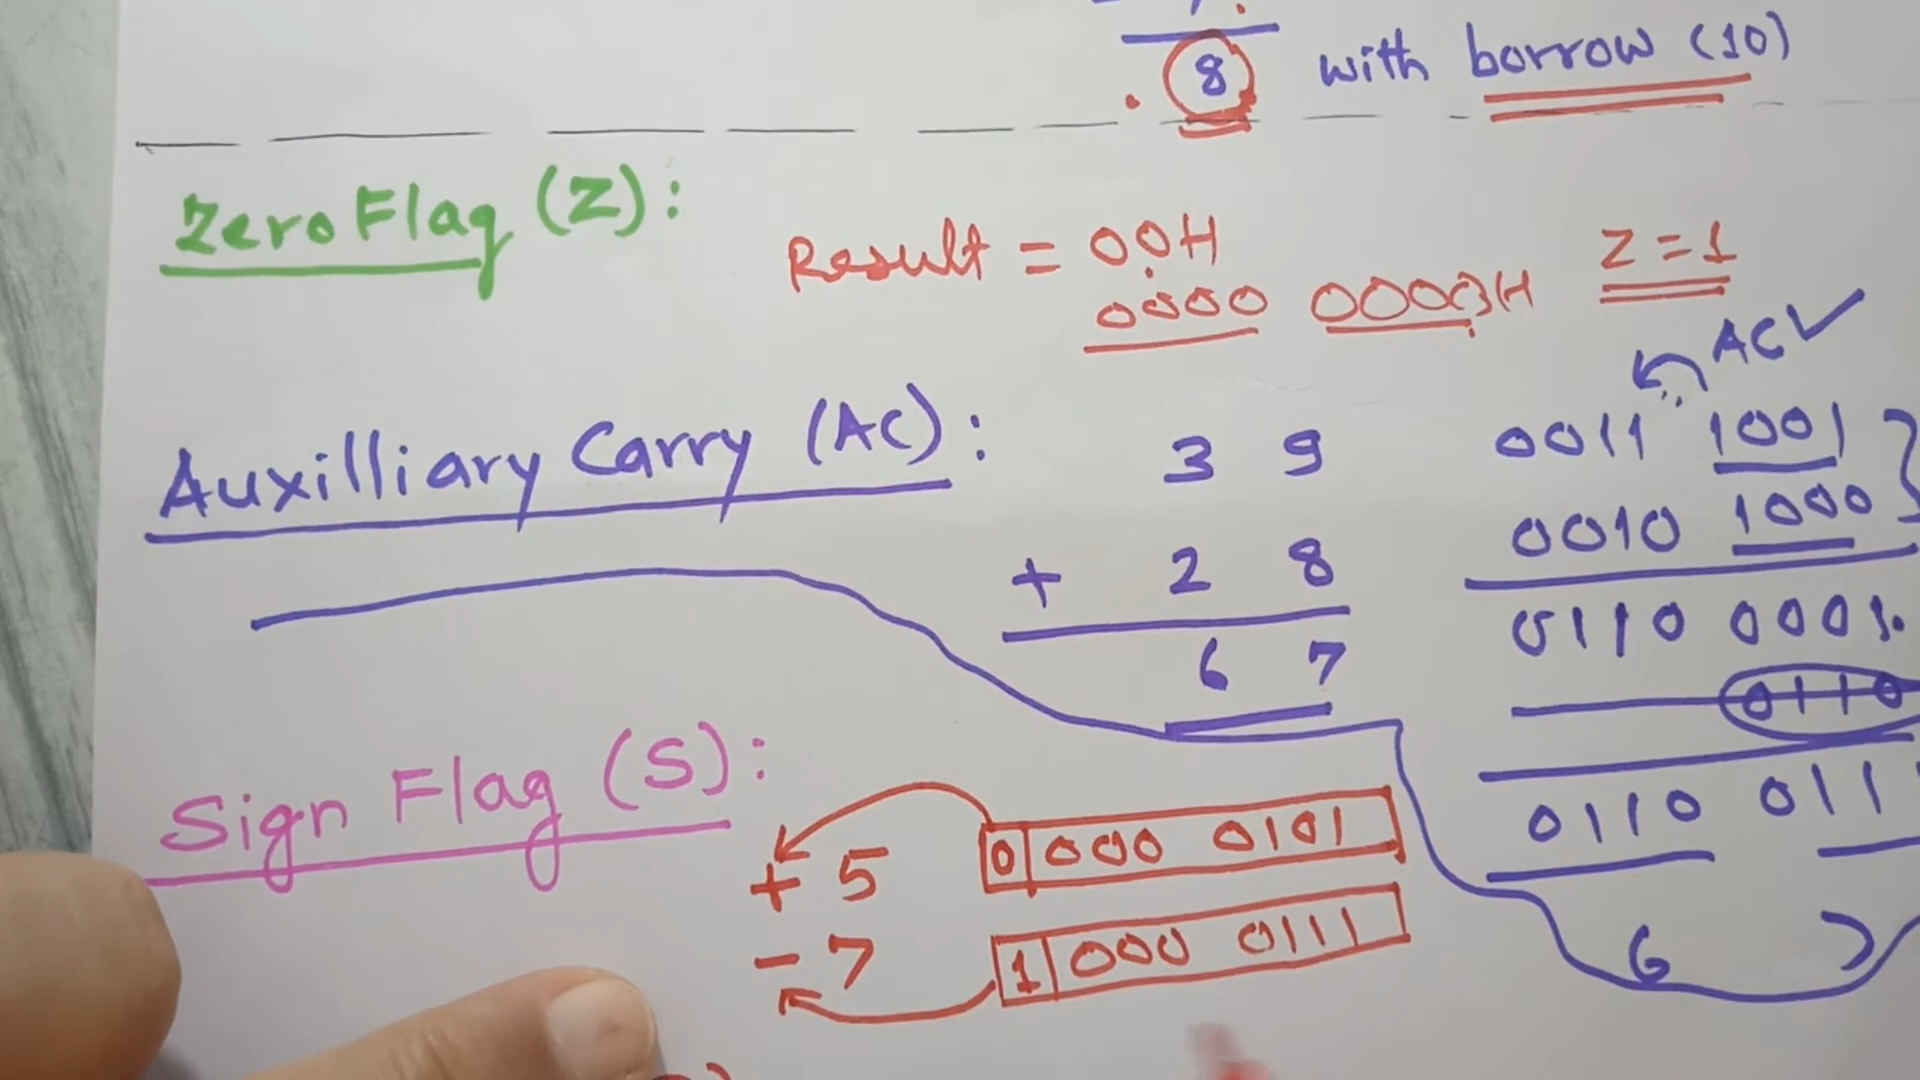 8 with borrow (10)
Zero Flag (Z):
Result = 00H
Z = 1
0000 0000H
AC✓
Auxilliary Carry (AC):
3 9
0011 1001
+ 2 8
0010 1000
6 7
0110 0001
0110
0110 011
6 7
Sign Flag (S):
+5
0 000 0101
-7
1 000 0111